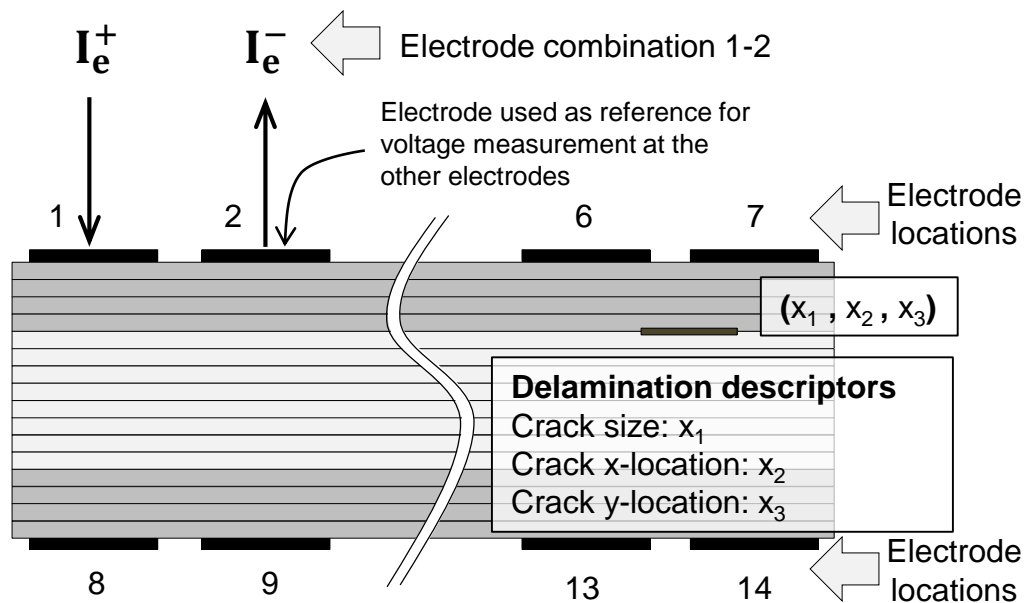 I⁺ₑ I⁻ₑ Electrode combination 1-2
Electrode used as reference for
voltage measurement at the
other electrodes
1 2 6 7
Electrode
locations
(x₁ , x₂ , x₃)
Delamination descriptors
Crack size: x₁
Crack x-location: x₂
Crack y-location: x₃
8 9 13 14
Electrode
locations